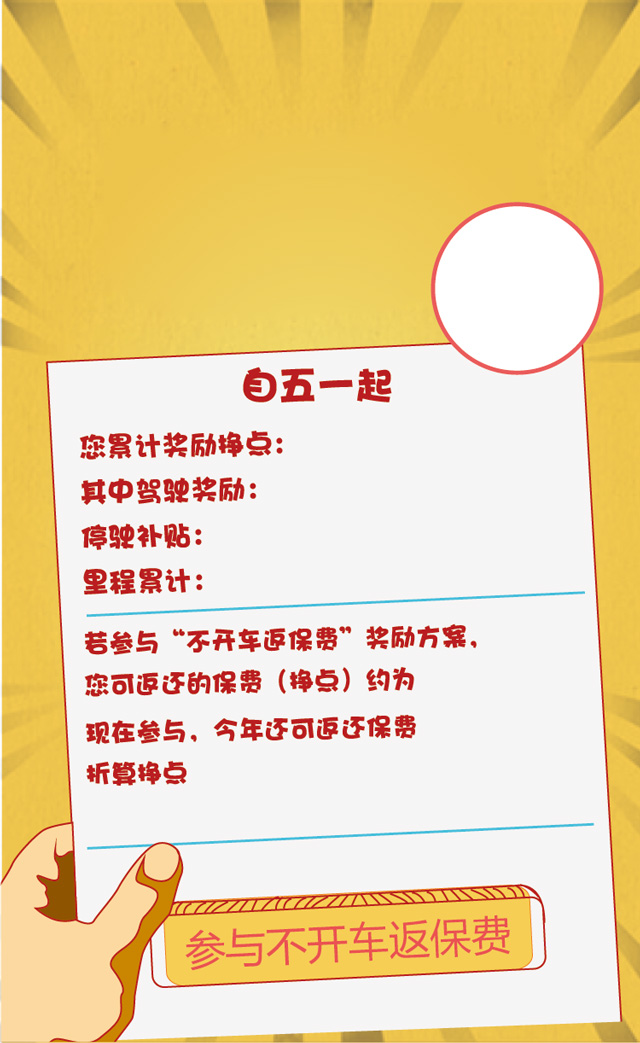 自五一起
您累计奖励挣点：
其中驾驶奖励：
停驶补贴：
里程累计：
若参与“不开车返保费”奖励方案，
您可返还的保费（挣点）约为
现在参与，今年还可返还保费
折算挣点
参与不开车返保费